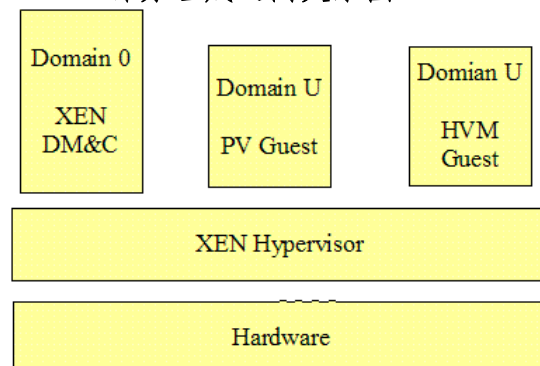 Domain 0
XEN
DM&C
Domain U
PV Guest
Domian U
HVM
Guest
XEN Hypervisor
Hardware